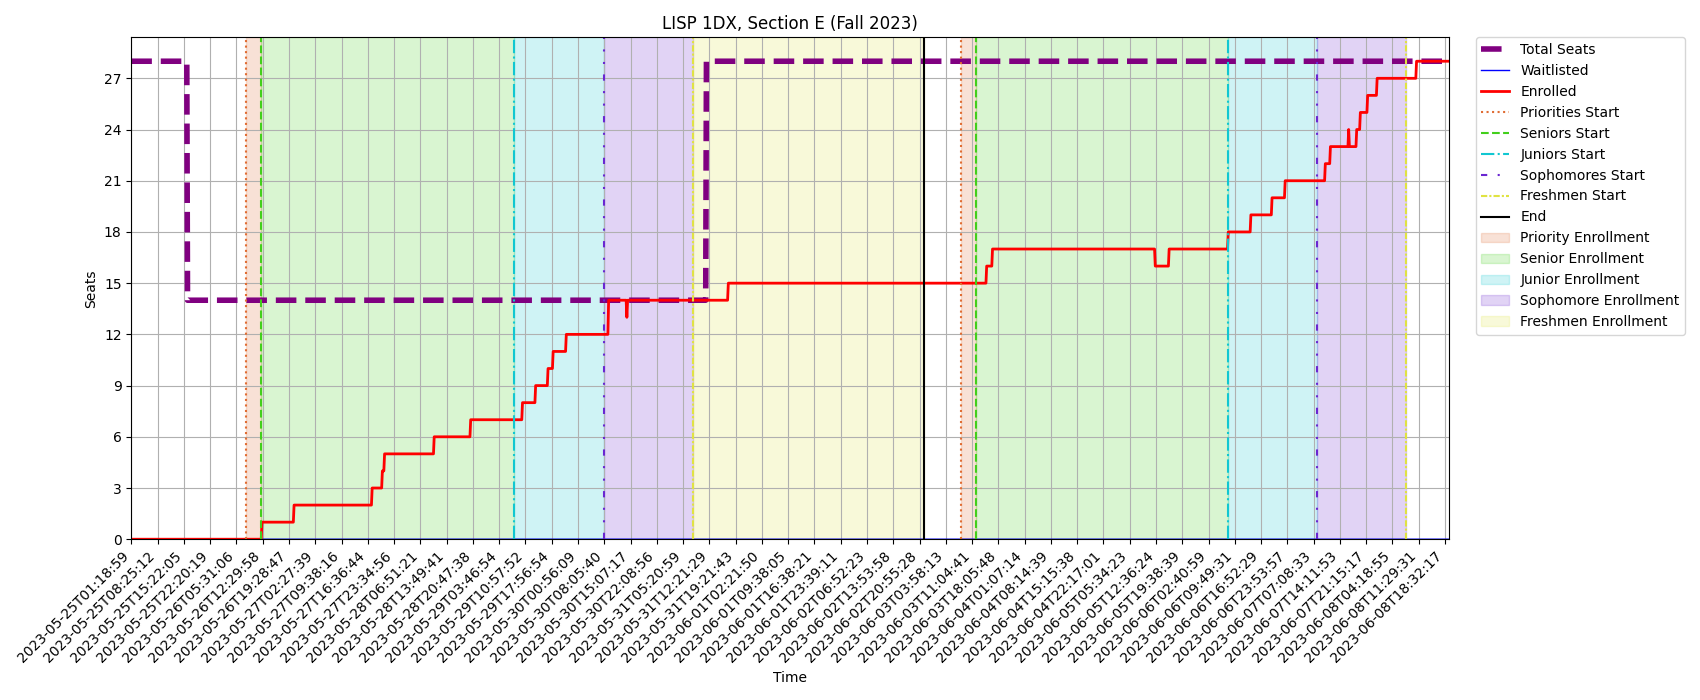 LISP 1DX, Section E (Fall 2023)
Seats
27
24
21
18
15
12
9
6
3
0
2023-05-25T01:18:59
2023-05-25T08:25:12
2023-05-25T15:22:05
2023-05-25T22:20:19
2023-05-26T05:31:06
2023-05-26T12:29:58
2023-05-26T19:28:47
2023-05-27T02:27:39
2023-05-27T09:38:16
2023-05-27T16:36:44
2023-05-27T23:34:56
2023-05-28T06:51:21
2023-05-28T13:49:41
2023-05-28T20:47:38
2023-05-29T03:46:54
2023-05-29T10:57:52
2023-05-29T17:56:54
2023-05-30T00:56:09
2023-05-30T08:05:40
2023-05-30T15:07:17
2023-05-30T22:08:56
2023-05-31T05:20:59
2023-05-31T12:21:29
2023-05-31T19:21:43
2023-06-01T02:21:50
2023-06-01T09:38:05
2023-06-01T16:38:21
2023-06-01T23:39:11
2023-06-02T06:52:23
2023-06-02T13:53:58
2023-06-02T20:55:28
2023-06-03T03:58:13
2023-06-03T11:04:41
2023-06-03T18:05:48
2023-06-04T01:07:14
2023-06-04T08:14:39
2023-06-04T15:15:38
2023-06-04T22:17:01
2023-06-05T05:34:23
2023-06-05T12:36:24
2023-06-05T19:38:39
2023-06-06T02:40:59
2023-06-06T09:49:31
2023-06-06T16:52:29
2023-06-06T23:53:57
2023-06-07T07:08:33
2023-06-07T14:11:53
2023-06-07T21:15:17
2023-06-08T04:18:55
2023-06-08T11:29:31
2023-06-08T18:32:17
Time
Total Seats
Waitlisted
Enrolled
Priorities Start
Seniors Start
Juniors Start
Sophomores Start
Freshmen Start
End
Priority Enrollment
Senior Enrollment
Junior Enrollment
Sophomore Enrollment
Freshmen Enrollment